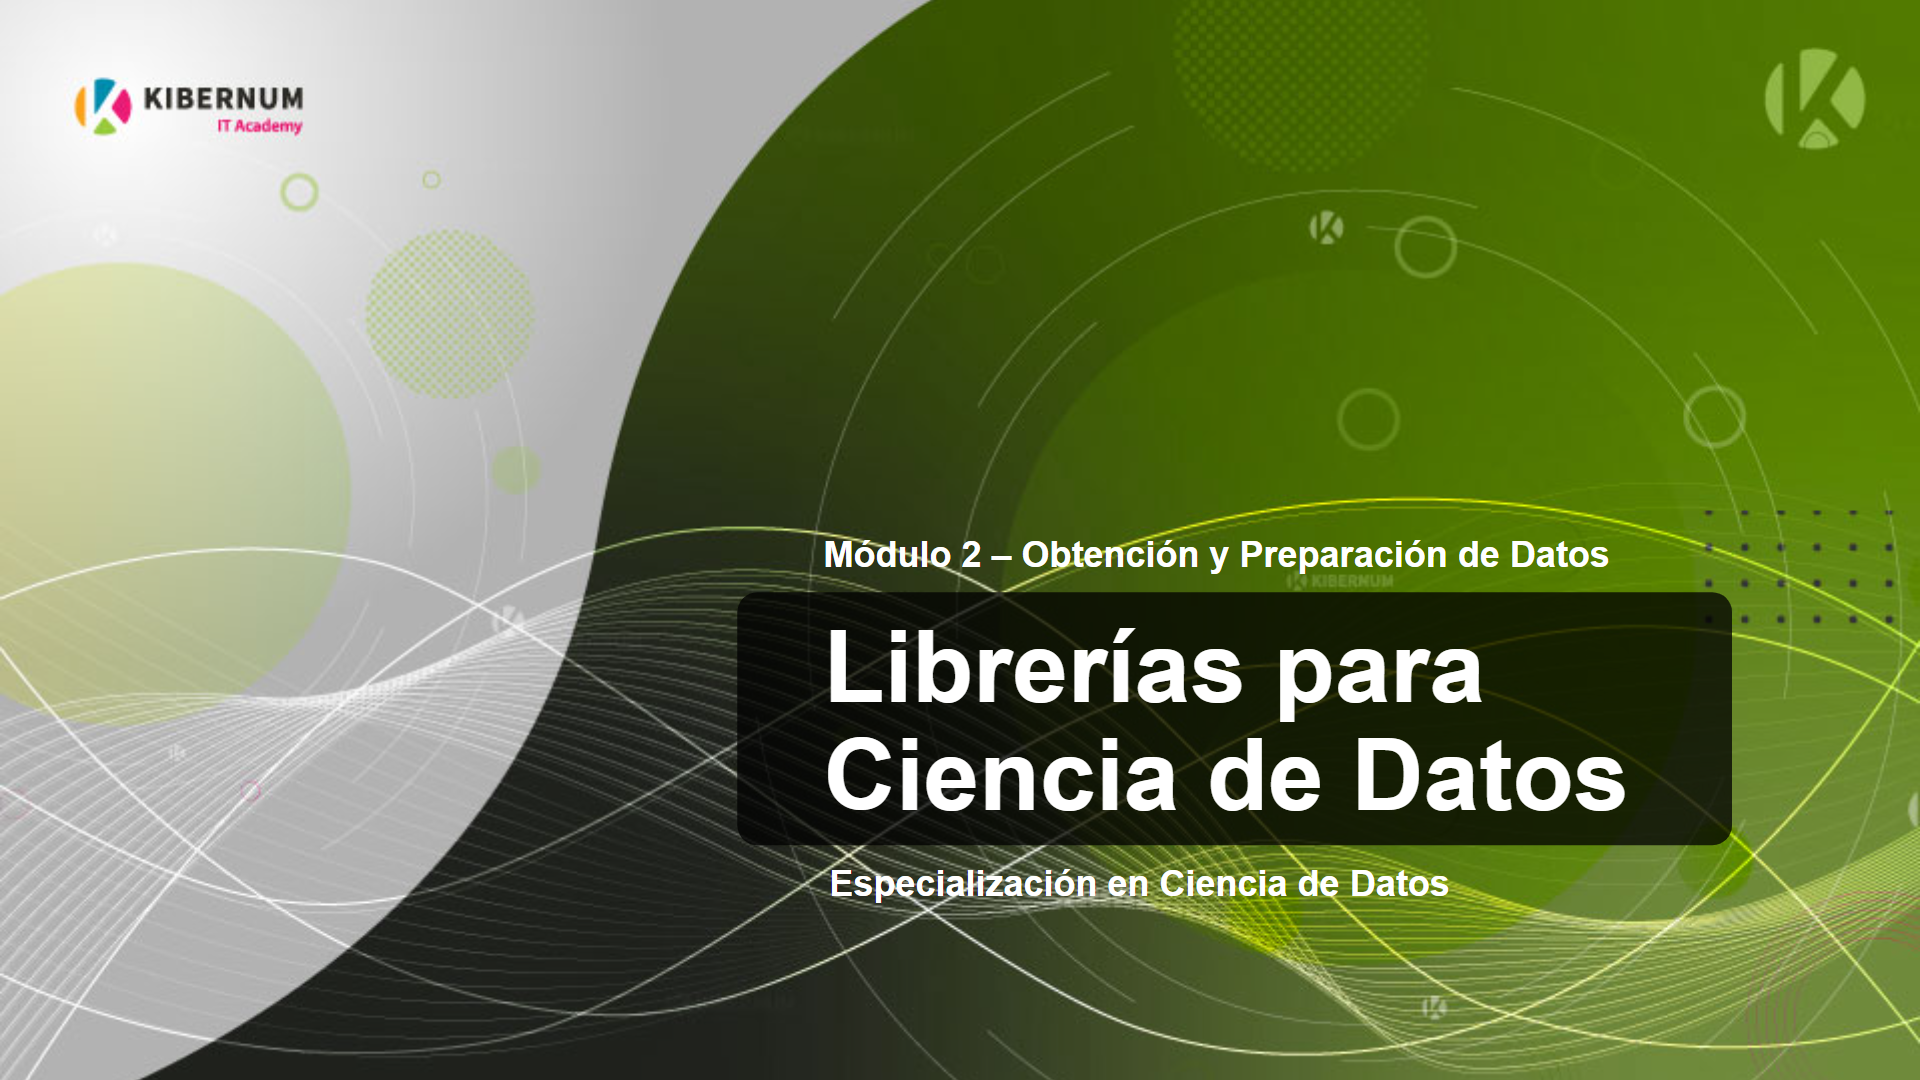 KIBERNUM
IT Academy
Módulo 2 – Obtención y Preparación de Datos
KIBERNUM
Librerías para
Ciencia de Datos
Especialización en Ciencia de Datos